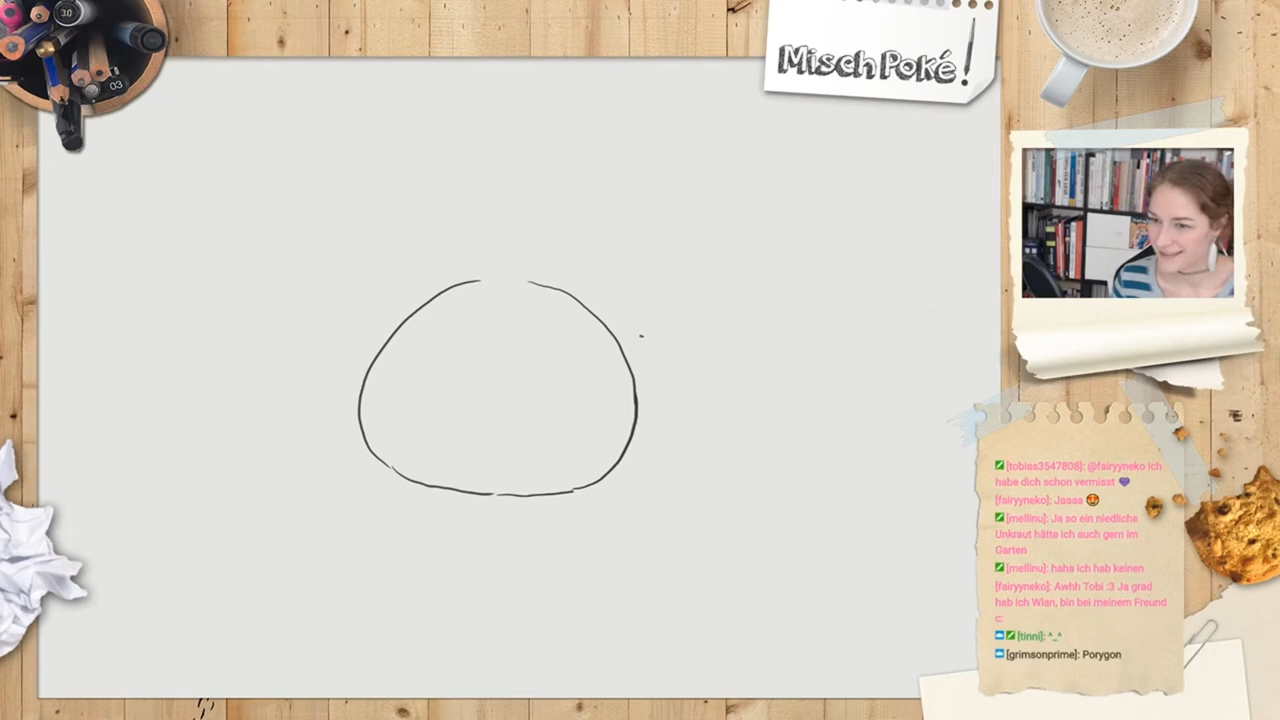 30
03
Misch Poké!
[tobias3547808]: @fairyyneko ich
habe dich schon vermisst 💜
[fairyyneko]: Jaaaa 🤩
[mellinu]: Ja so ein niedliche
Unkraut hätte ich auch gern im
Garten
[mellinu]: haha ich hab keinen
[fairyyneko]: Awhh Tobi :3 Ja grad
hab ich Wlan, bin bei meinem Freund
c:
[tinni]: ^_^
[grimsonprime]: Porygon